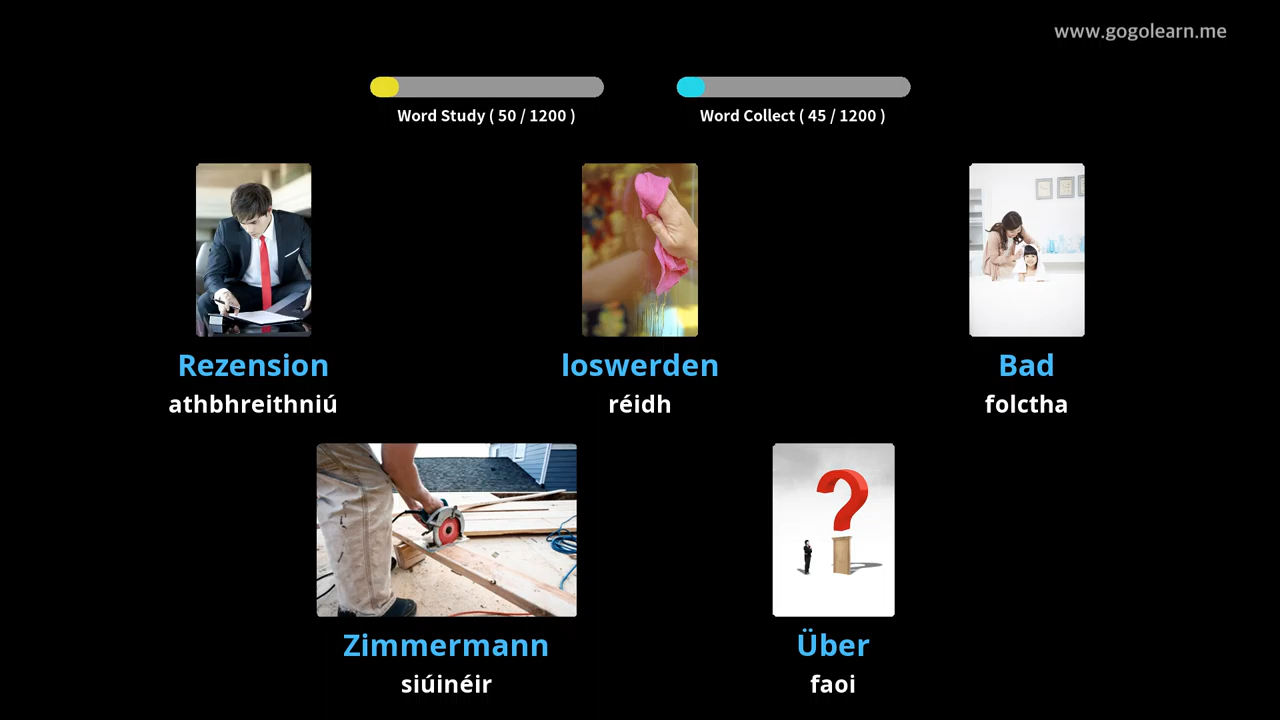 www.gogolearn.me
Word Study ( 50 / 1200 )
Word Collect ( 45 / 1200 )
Rezension
athbhreithniú
loswerden
réidh
Bad
folctha
Zimmermann
siúinéir
Über
faoi